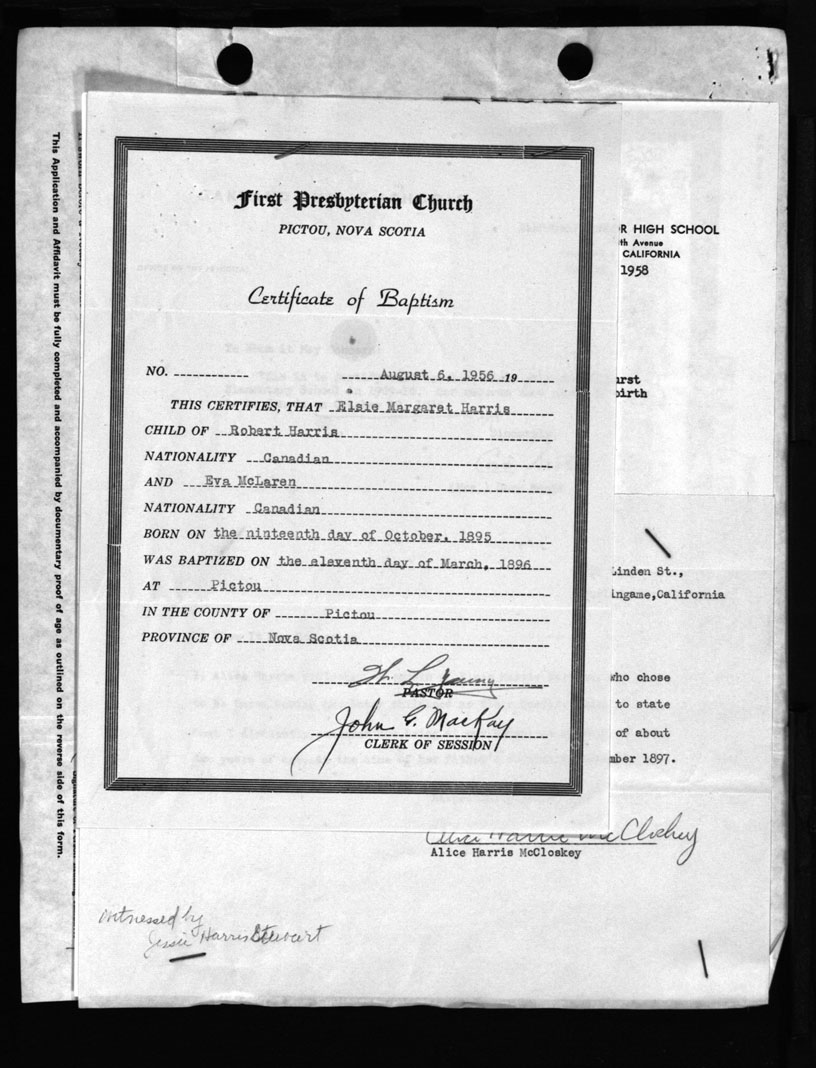 First Presbyterian Church
PICTOU, NOVA SCOTIA
Certificate of Baptism
NO. August 6, 1956 19
THIS CERTIFIES, THAT Elsie Margaret Harris
CHILD OF Robert Harris
NATIONALITY Canadian
AND Eva McLaren
NATIONALITY Canadian
BORN ON the ninteenth day of October, 1895
WAS BAPTIZED ON the eleventh day of March, 1896
AT Pictou
IN THE COUNTY OF Pictou
PROVINCE OF Nova Scotia
H. L. Young
PASTOR
John G. MacKay
CLERK OF SESSION
This Application and Affidavit must be fully completed and accompanied by documentary proof of age as outlined on the reverse side of this form.
R HIGH SCHOOL
th Avenue
CALIFORNIA
1958
urst
birth
Linden St.,
ingame, California
who chose
to state
of about
mber 1897.
Alice Harris McCloskey
Alice Harris McCloskey
Witnessed by
Jessie Harris Stewart